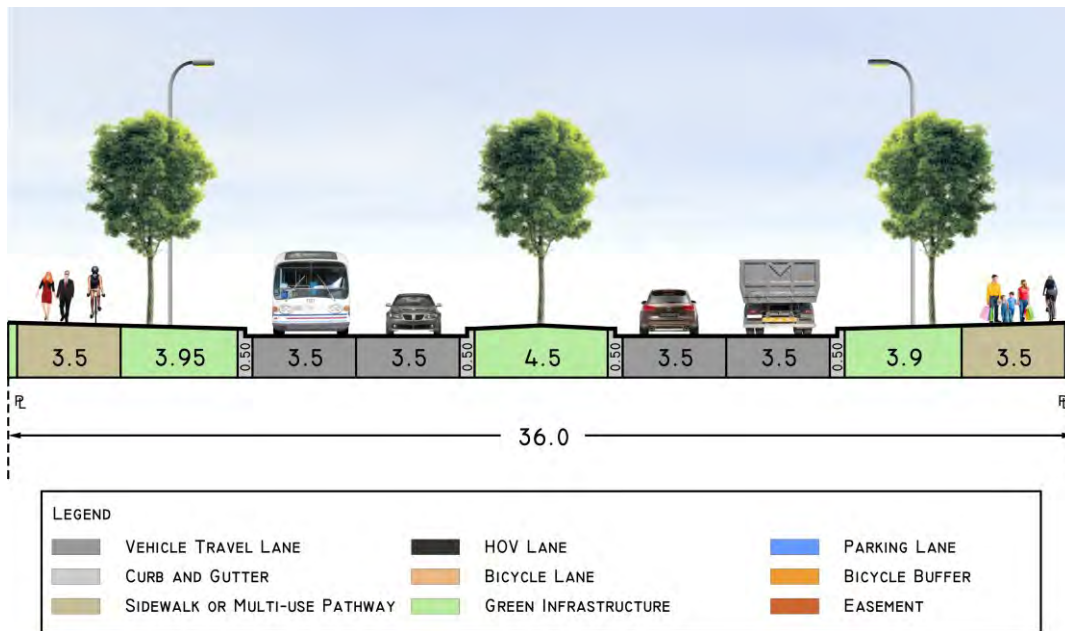 3.5 3.95 0.50 3.5 3.5 0.50 4.5 0.50 3.5 3.5 0.50 3.9 3.5
PL PL
36.0
LEGEND
VEHICLE TRAVEL LANE HOV LANE PARKING LANE
CURB AND GUTTER BICYCLE LANE BICYCLE BUFFER
SIDEWALK OR MULTI-USE PATHWAY GREEN INFRASTRUCTURE EASEMENT